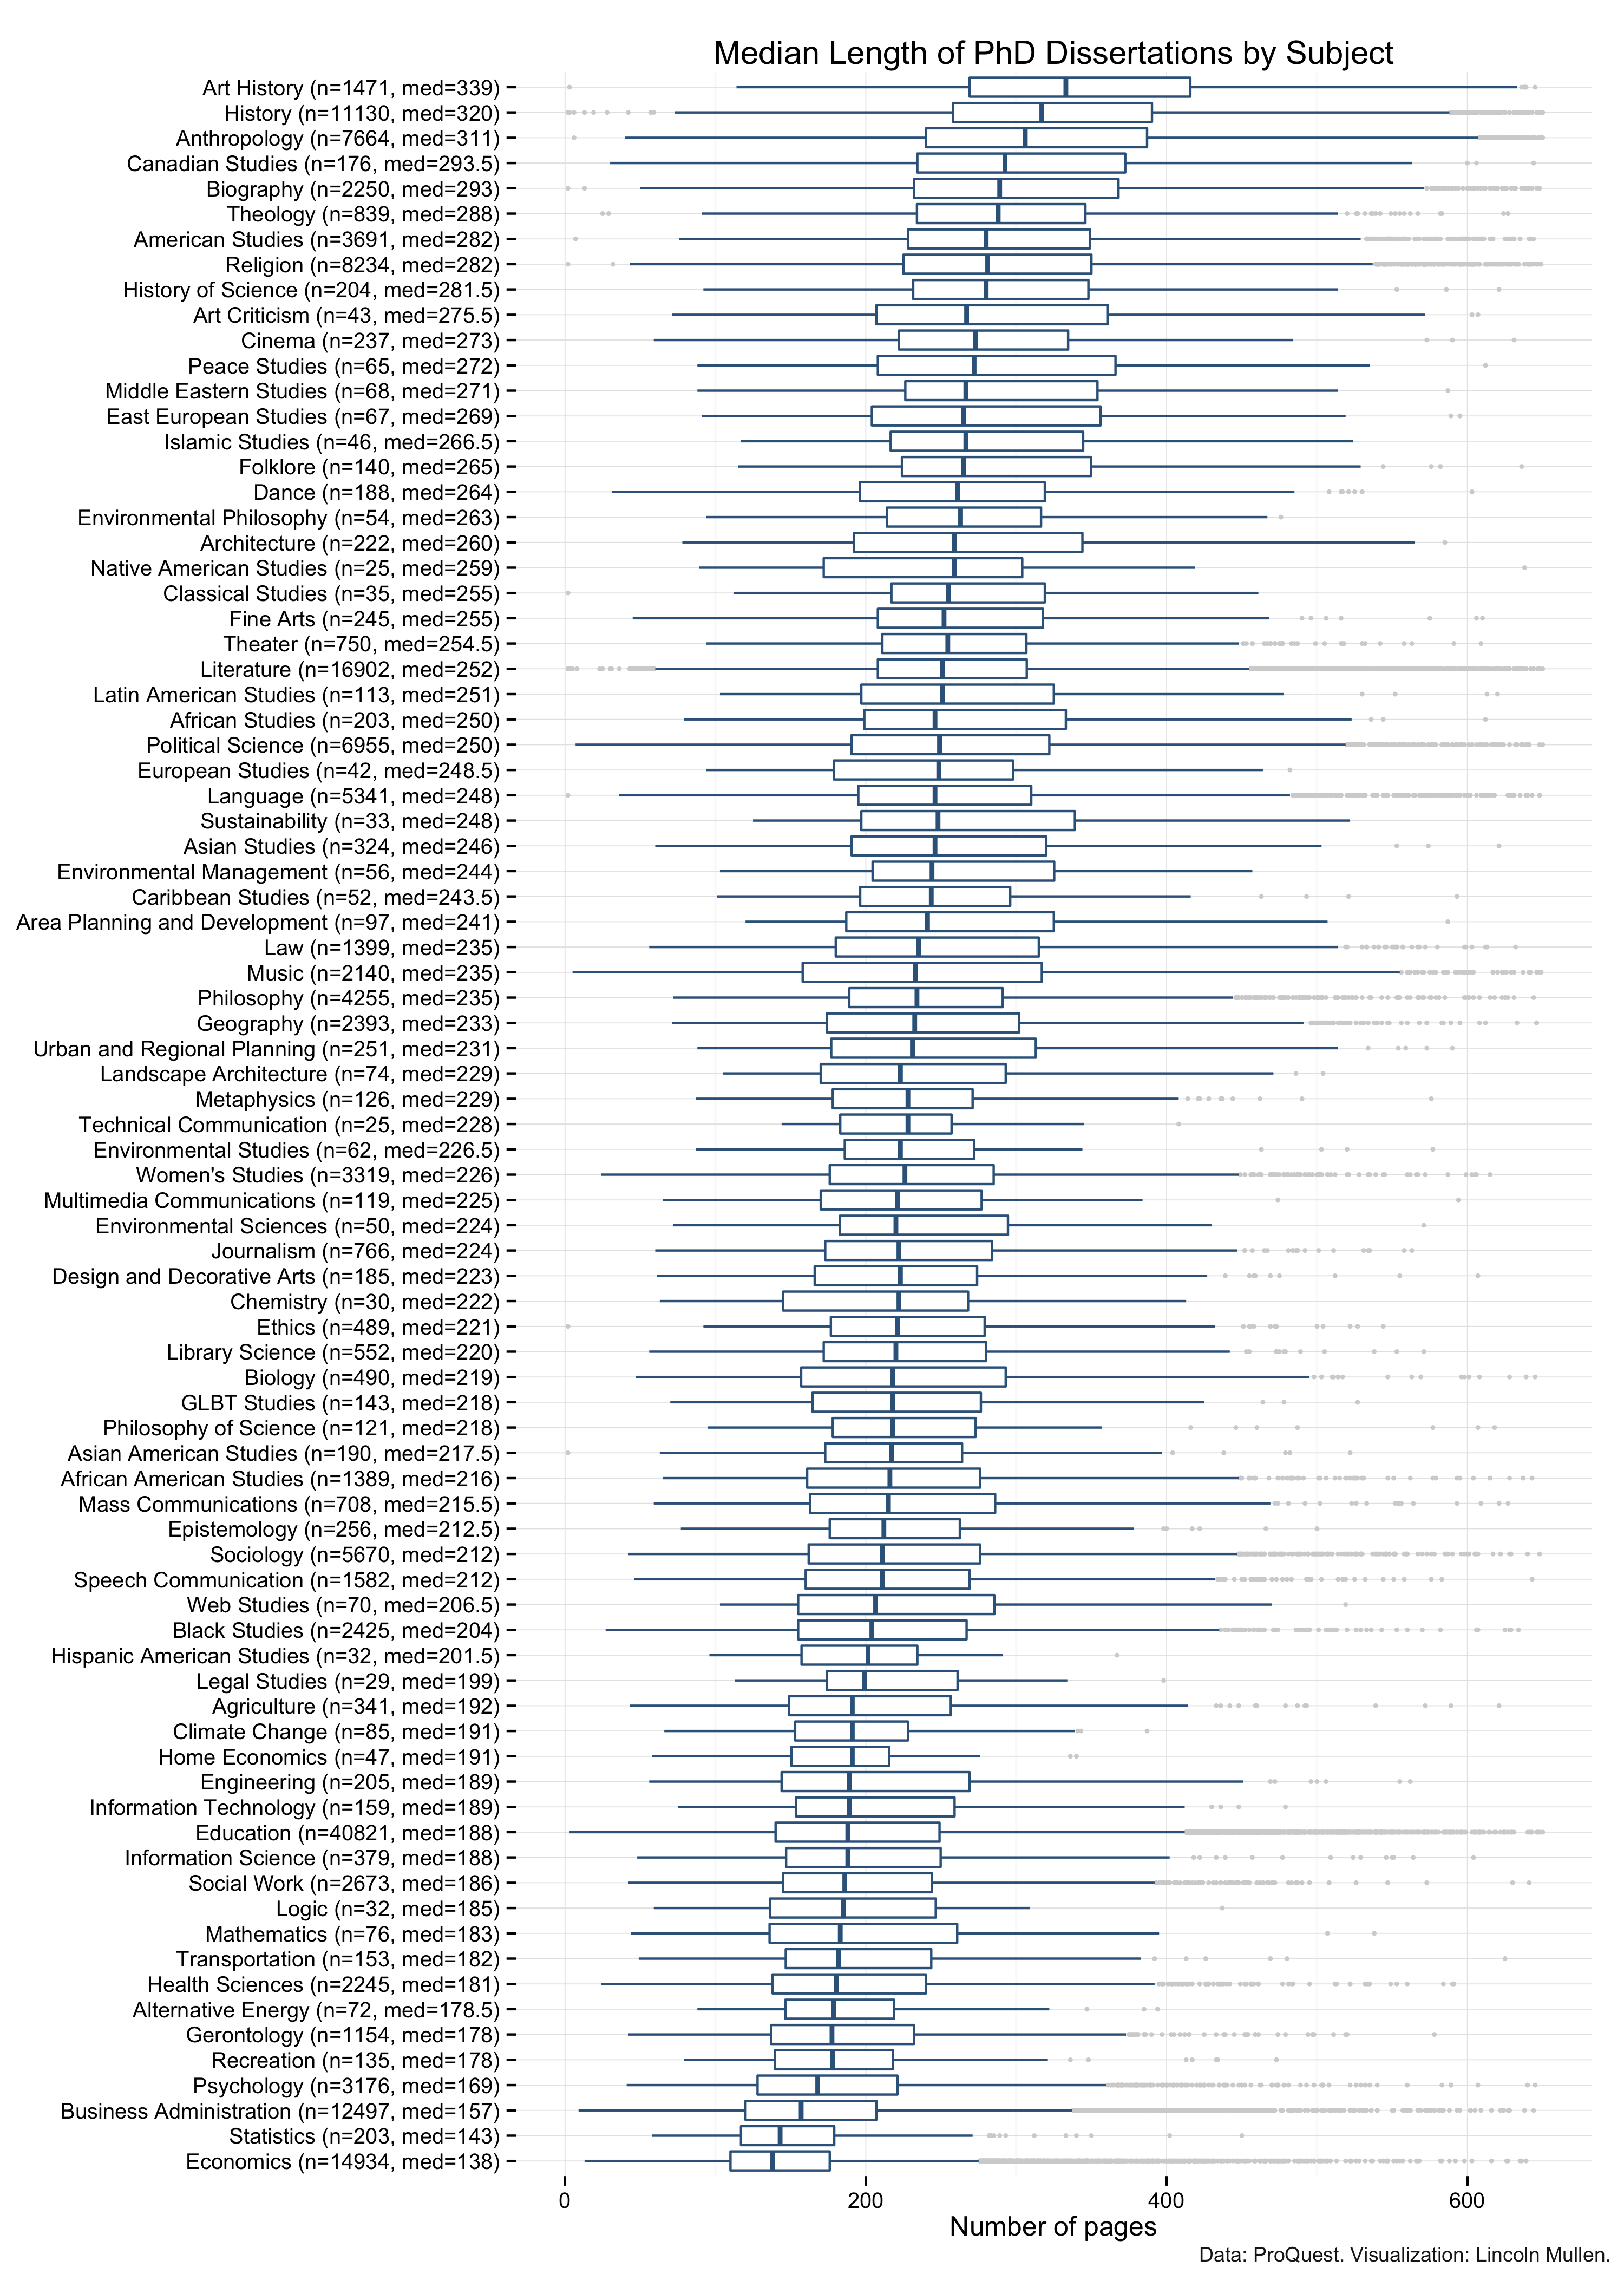 Median Length of PhD Dissertations by Subject
Art History (n=1471, med=339)
History (n=11130, med=320)
Anthropology (n=7664, med=311)
Canadian Studies (n=176, med=293.5)
Biography (n=2250, med=293)
Theology (n=839, med=288)
American Studies (n=3691, med=282)
Religion (n=8234, med=282)
History of Science (n=204, med=281.5)
Art Criticism (n=43, med=275.5)
Cinema (n=237, med=273)
Peace Studies (n=65, med=272)
Middle Eastern Studies (n=68, med=271)
East European Studies (n=67, med=269)
Islamic Studies (n=46, med=266.5)
Folklore (n=140, med=265)
Dance (n=188, med=264)
Environmental Philosophy (n=54, med=263)
Architecture (n=222, med=260)
Native American Studies (n=25, med=259)
Classical Studies (n=35, med=255)
Fine Arts (n=245, med=255)
Theater (n=750, med=254.5)
Literature (n=16902, med=252)
Latin American Studies (n=113, med=251)
African Studies (n=203, med=250)
Political Science (n=6955, med=250)
European Studies (n=42, med=248.5)
Language (n=5341, med=248)
Sustainability (n=33, med=248)
Asian Studies (n=324, med=246)
Environmental Management (n=56, med=244)
Caribbean Studies (n=52, med=243.5)
Area Planning and Development (n=97, med=241)
Law (n=1399, med=235)
Music (n=2140, med=235)
Philosophy (n=4255, med=235)
Geography (n=2393, med=233)
Urban and Regional Planning (n=251, med=231)
Landscape Architecture (n=74, med=229)
Metaphysics (n=126, med=229)
Technical Communication (n=25, med=228)
Environmental Studies (n=62, med=226.5)
Women's Studies (n=3319, med=226)
Multimedia Communications (n=119, med=225)
Environmental Sciences (n=50, med=224)
Journalism (n=766, med=224)
Design and Decorative Arts (n=185, med=223)
Chemistry (n=30, med=222)
Ethics (n=489, med=221)
Library Science (n=552, med=220)
Biology (n=490, med=219)
GLBT Studies (n=143, med=218)
Philosophy of Science (n=121, med=218)
Asian American Studies (n=190, med=217.5)
African American Studies (n=1389, med=216)
Mass Communications (n=708, med=215.5)
Epistemology (n=256, med=212.5)
Sociology (n=5670, med=212)
Speech Communication (n=1582, med=212)
Web Studies (n=70, med=206.5)
Black Studies (n=2425, med=204)
Hispanic American Studies (n=32, med=201.5)
Legal Studies (n=29, med=199)
Agriculture (n=341, med=192)
Climate Change (n=85, med=191)
Home Economics (n=47, med=191)
Engineering (n=205, med=189)
Information Technology (n=159, med=189)
Education (n=40821, med=188)
Information Science (n=379, med=188)
Social Work (n=2673, med=186)
Logic (n=32, med=185)
Mathematics (n=76, med=183)
Transportation (n=153, med=182)
Health Sciences (n=2245, med=181)
Alternative Energy (n=72, med=178.5)
Gerontology (n=1154, med=178)
Recreation (n=135, med=178)
Psychology (n=3176, med=169)
Business Administration (n=12497, med=157)
Statistics (n=203, med=143)
Economics (n=14934, med=138)
0 200 400 600
Number of pages
Data: ProQuest. Visualization: Lincoln Mullen.